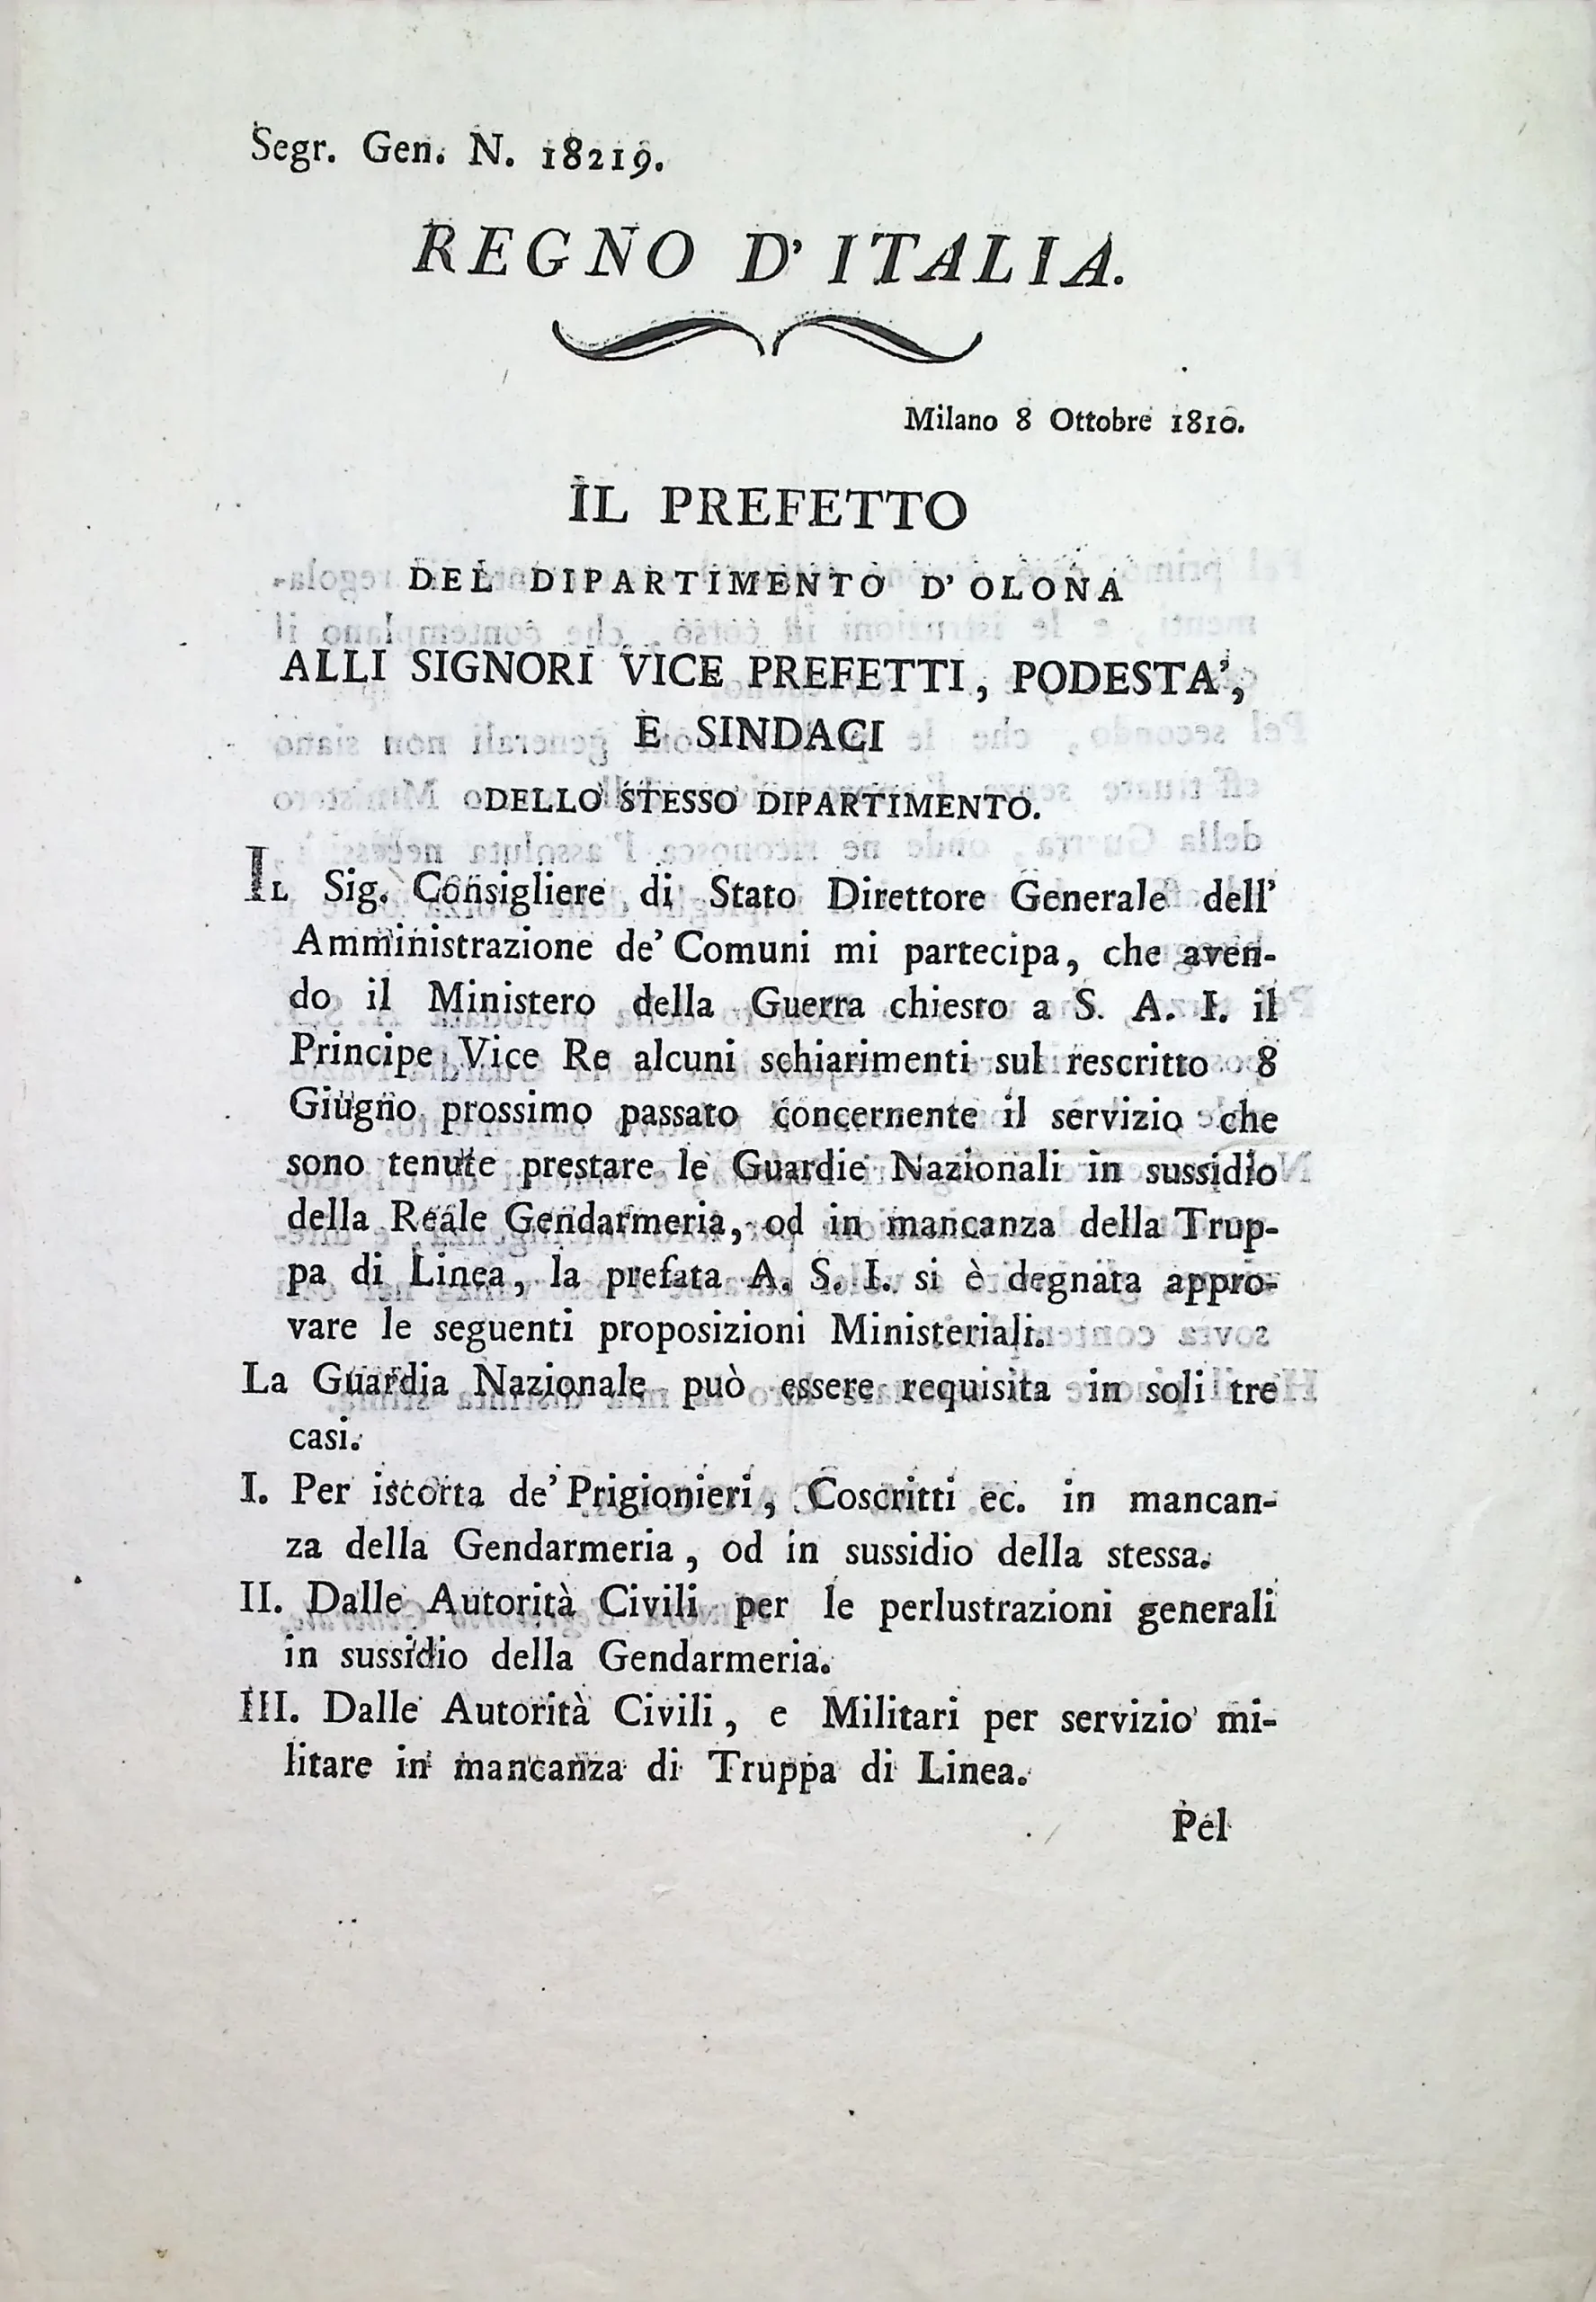 Segr. Gen. N. 18219.
REGNO D' ITALIA.
Milano 8 Ottobre 1810.
IL PREFETTO
DEL DIPARTIMENTO D' OLONA
ALLI SIGNORI VICE PREFETTI, PODESTA',
E SINDACI
DELLO STESSO DIPARTIMENTO.
IL Sig. Consigliere di Stato Direttore Generale dell'
Amministrazione de' Comuni mi partecipa, che aven-
do il Ministero della Guerra chiesto a S. A. I. il
Principe Vice Re alcuni schiarimenti sul rescritto 8
Giugno prossimo passato concernente il servizio che
sono tenute prestare le Guardie Nazionali in sussidio
della Reale Gendarmeria, od in mancanza della Trup-
pa di Linea, la prefata A. S. I. si è degnata appro-
vare le seguenti proposizioni Ministeriali.
La Guardia Nazionale può essere requisita in soli tre
casi.
I. Per iscorta de' Prigionieri, Coscritti ec. in mancan-
za della Gendarmeria, od in sussidio della stessa.
II. Dalle Autorità Civili per le perlustrazioni generali
in sussidio della Gendarmeria.
III. Dalle Autorità Civili, e Militari per servizio mi-
litare in mancanza di Truppa di Linea.
Pel